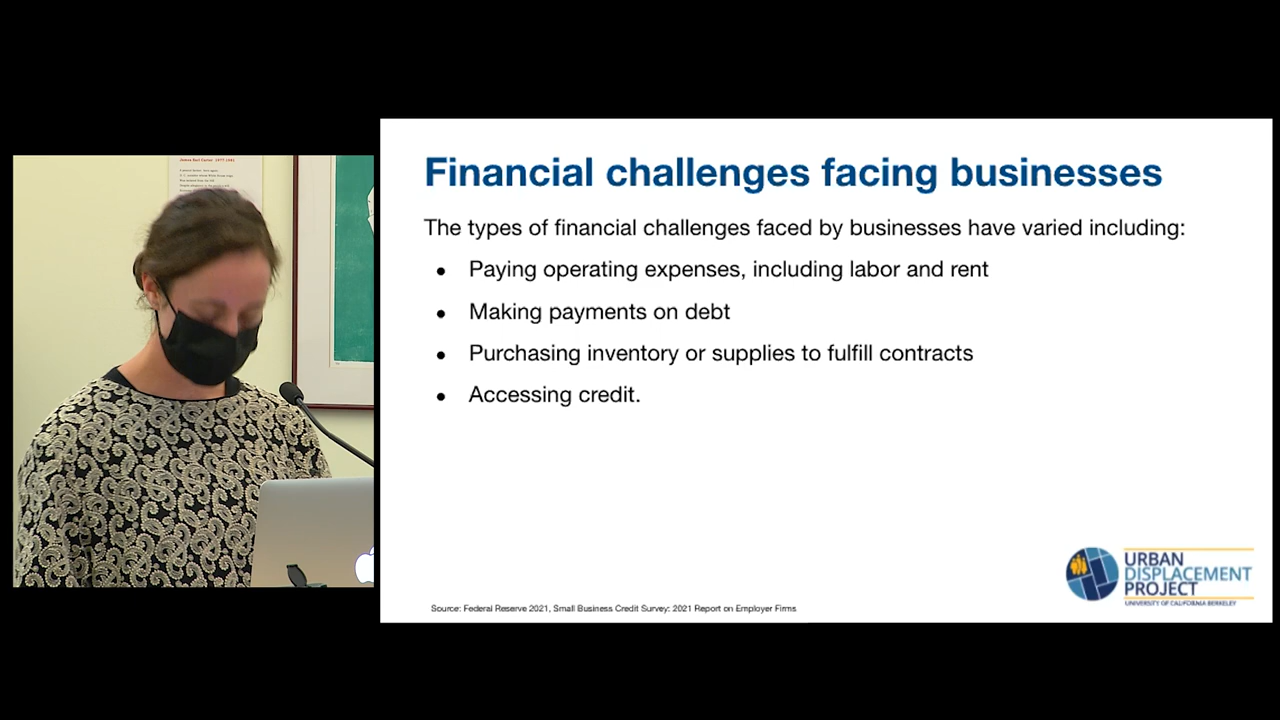 Financial challenges facing businesses
The types of financial challenges faced by businesses have varied including:
● Paying operating expenses, including labor and rent
● Making payments on debt
● Purchasing inventory or supplies to fulfill contracts
● Accessing credit.
URBAN
DISPLACEMENT
PROJECT
UNIVERSITY OF CALIFORNIA BERKELEY
Source: Federal Reserve 2021, Small Business Credit Survey: 2021 Report on Employer Firms